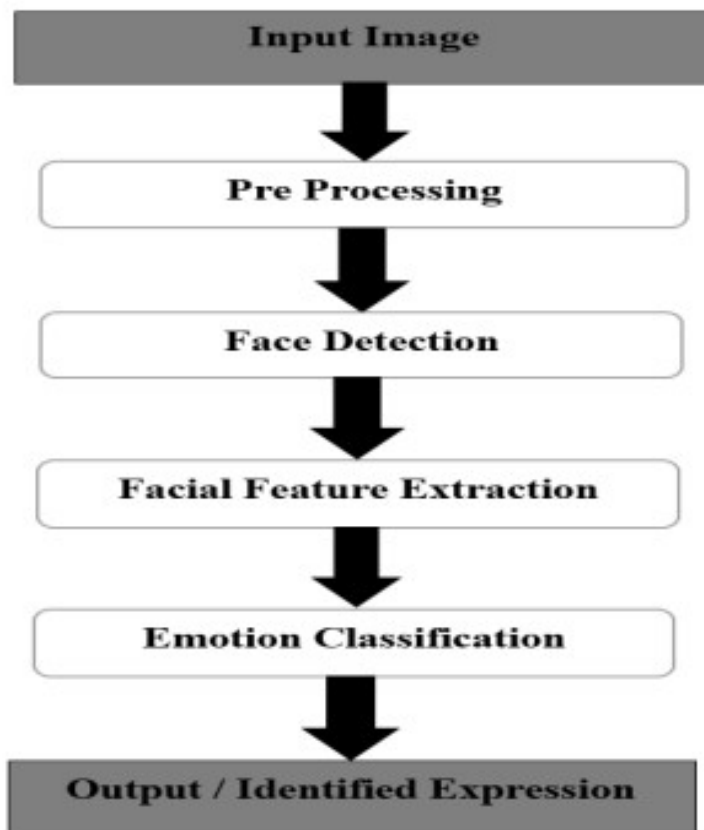 Input Image
Pre Processing
Face Detection
Facial Feature Extraction
Emotion Classification
Output / Identified Expression